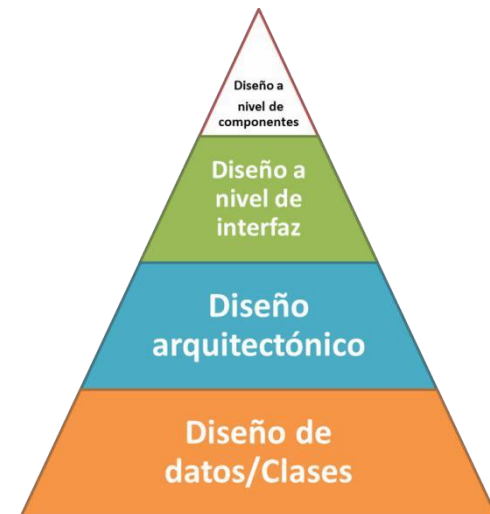 Diseño a
nivel de
componentes
Diseño a
nivel de
interfaz
Diseño
arquitectónico
Diseño de
datos/Clases